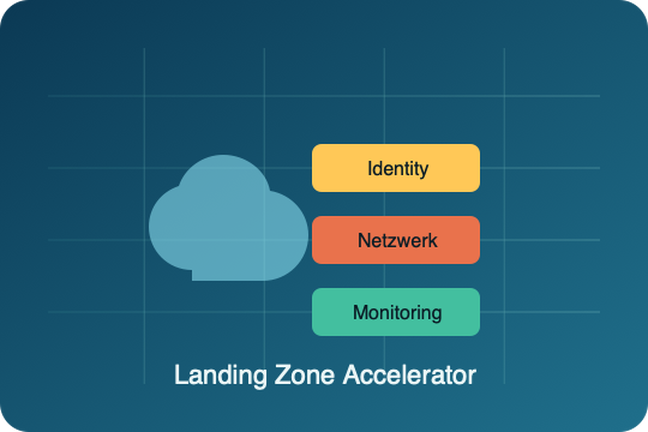 Identity
Netzwerk
Monitoring
Landing Zone Accelerator